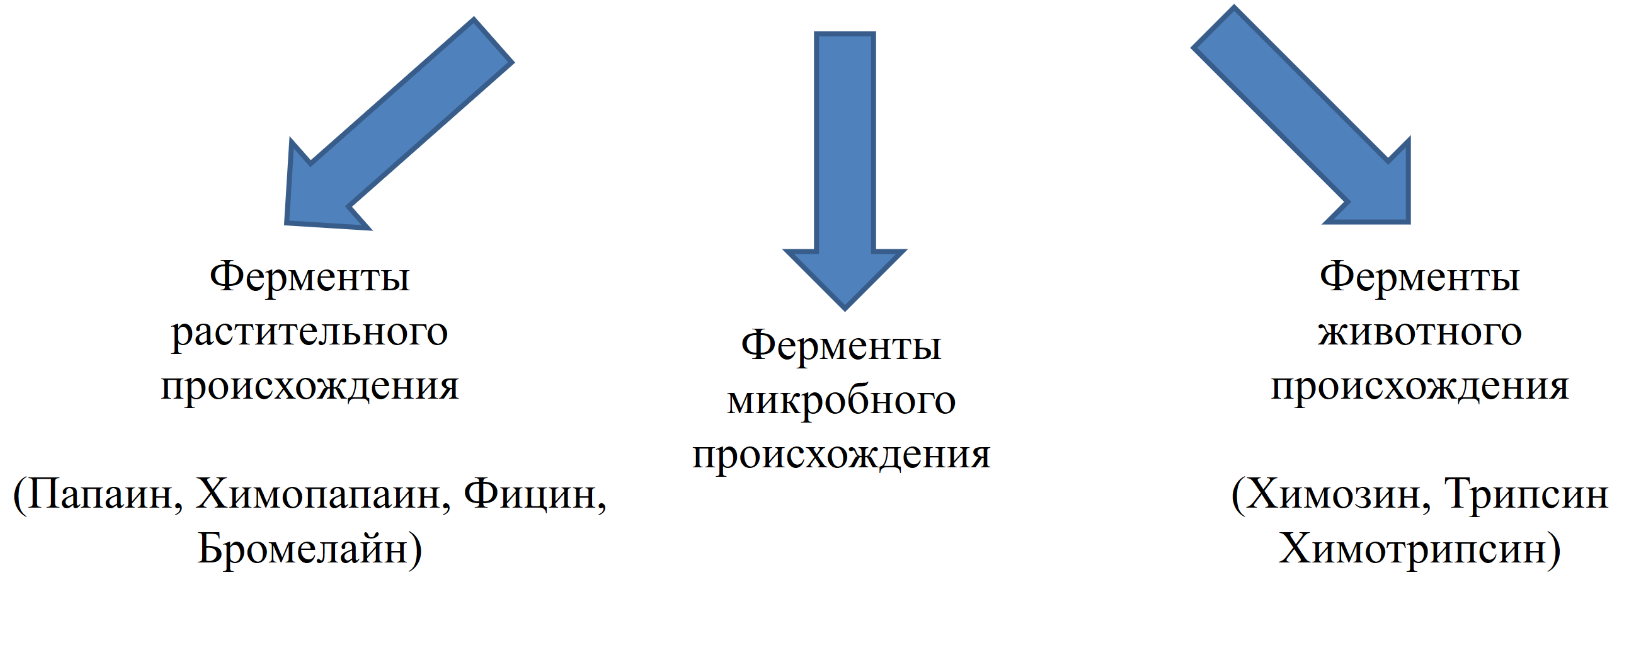 Ферменты
растительного
происхождения
(Папаин, Химопапаин, Фицин,
Бромелайн)
Ферменты
микробного
происхождения
Ферменты
животного
происхождения
(Химозин, Трипсин
Химотрипсин)